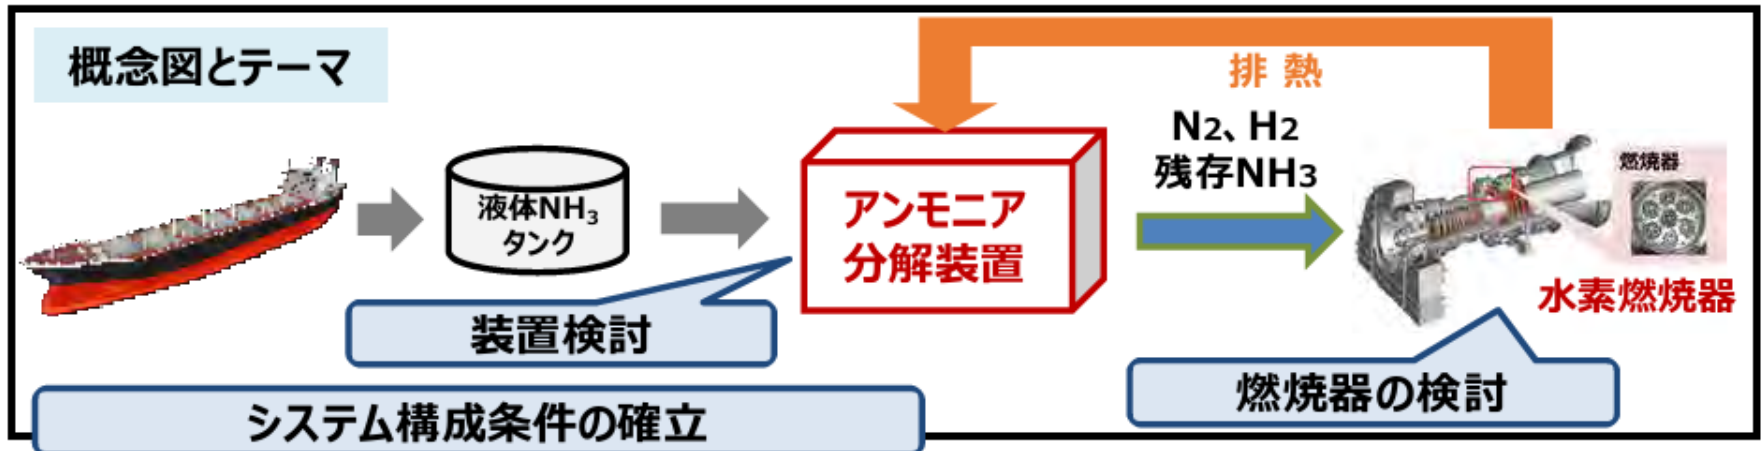 概念図とテーマ
排 熱
N2、H2
残存NH3
燃焼器
液体NH₃
タンク
アンモニア
分解装置
水素燃焼器
装置検討
燃焼器の検討
システム構成条件の確立